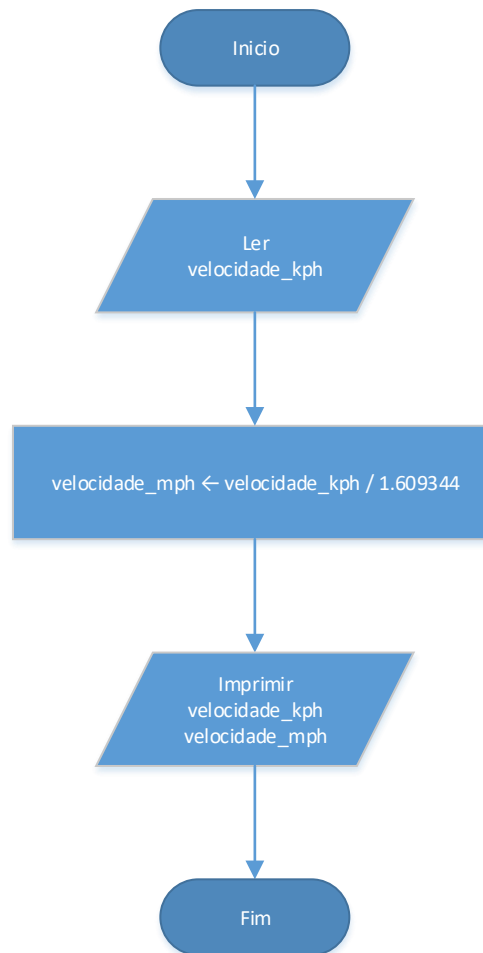 Inicio
Ler
velocidade_kph
velocidade_mph ← velocidade_kph / 1.609344
Imprimir
velocidade_kph
velocidade_mph
Fim